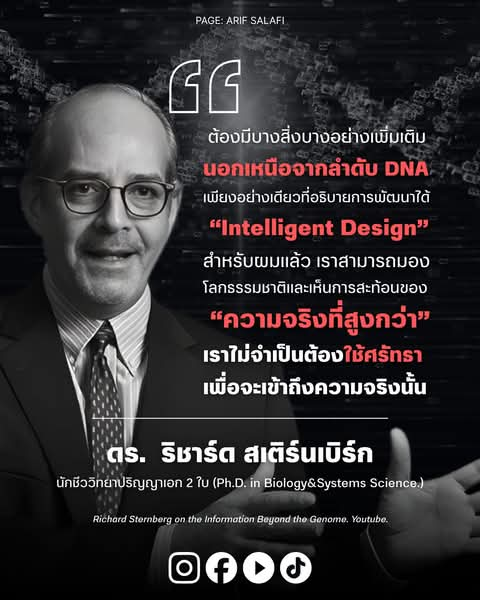 PAGE: ARIF SALAFI
ต้องมีบางสิ่งบางอย่างเพิ่มเติม
นอกเหนือจากลำดับ DNA
เพียงอย่างเดียวที่อธิบายการพัฒนาได้
“Intelligent Design”
สำหรับผมแล้ว เราสามารถมอง
โลกธรรมชาติและเห็นการสะท้อนของ
“ความจริงที่สูงกว่า”
เราไม่จำเป็นต้องใช้ศรัทธา
เพื่อจะเข้าถึงความจริงนั้น
ดร. ริชาร์ด สเติร์นเบิร์ก
นักชีววิทยาปริญญาเอก 2 ใบ (Ph.D. in Biology&Systems Science.)
Richard Sternberg on the Information Beyond the Genome. Youtube.